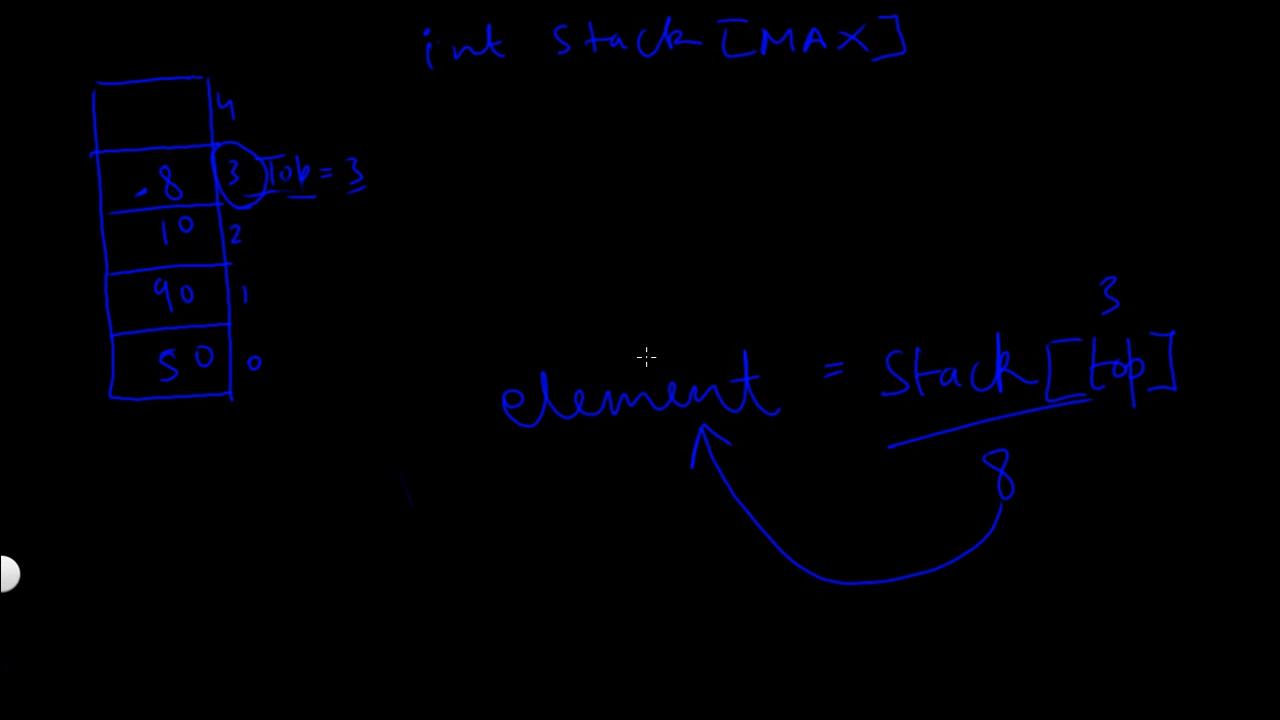 int stack [MAX]
4
8 3 Top = 3
10 2
90 1
50 0
3
element = Stack[top]
8